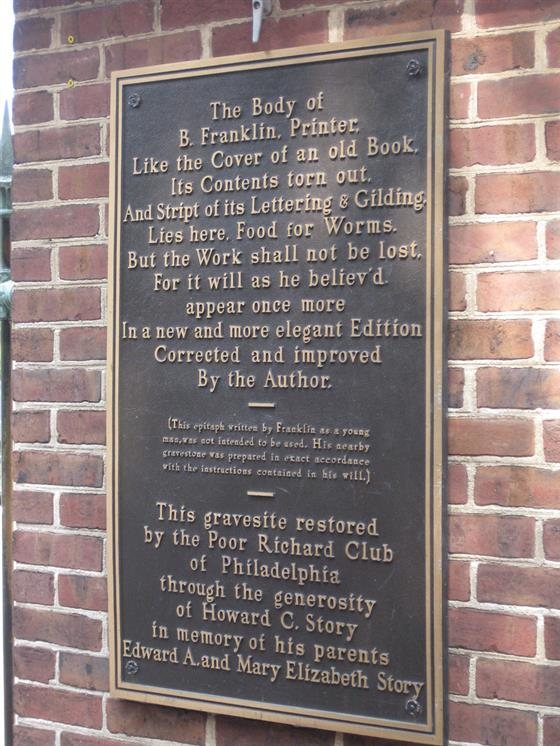 The Body of
B. Franklin, Printer,
Like the Cover of an old Book,
Its Contents torn out,
And Stript of its Lettering & Gilding,
Lies here, Food for Worms.
But the Work shall not be lost,
For it will as he believ'd
appear once more
In a new and more elegant Edition
Corrected and improved
By the Author.
(This epitaph written by Franklin as a young
man, was not intended to be used. His nearby
gravestone was prepared in exact accordance
with the instructions contained in his will.)
This gravesite restored
by the Poor Richard Club
of Philadelphia
through the generosity
of Howard C. Story
in memory of his parents
Edward A. and Mary Elizabeth Story